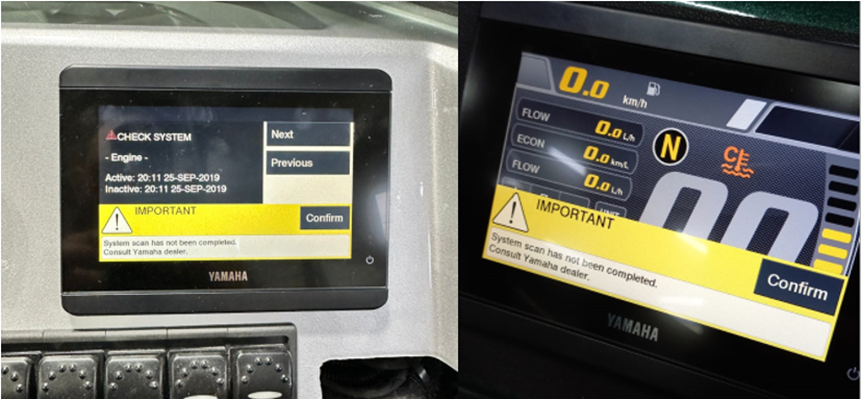 CHECK SYSTEM
- Engine -
Active: 20:11 25-SEP-2019
Inactive: 20:11 25-SEP-2019
Next
Previous
IMPORTANT
Confirm
System scan has not been completed.
Consult Yamaha dealer.
YAMAHA
0.0 km/h
FLOW 0.0 L/h
ECON 0.0 km/L
FLOW 0.0 L/h
N
IMPORTANT
System scan has not been completed.
Consult Yamaha dealer.
Confirm
YAMAHA